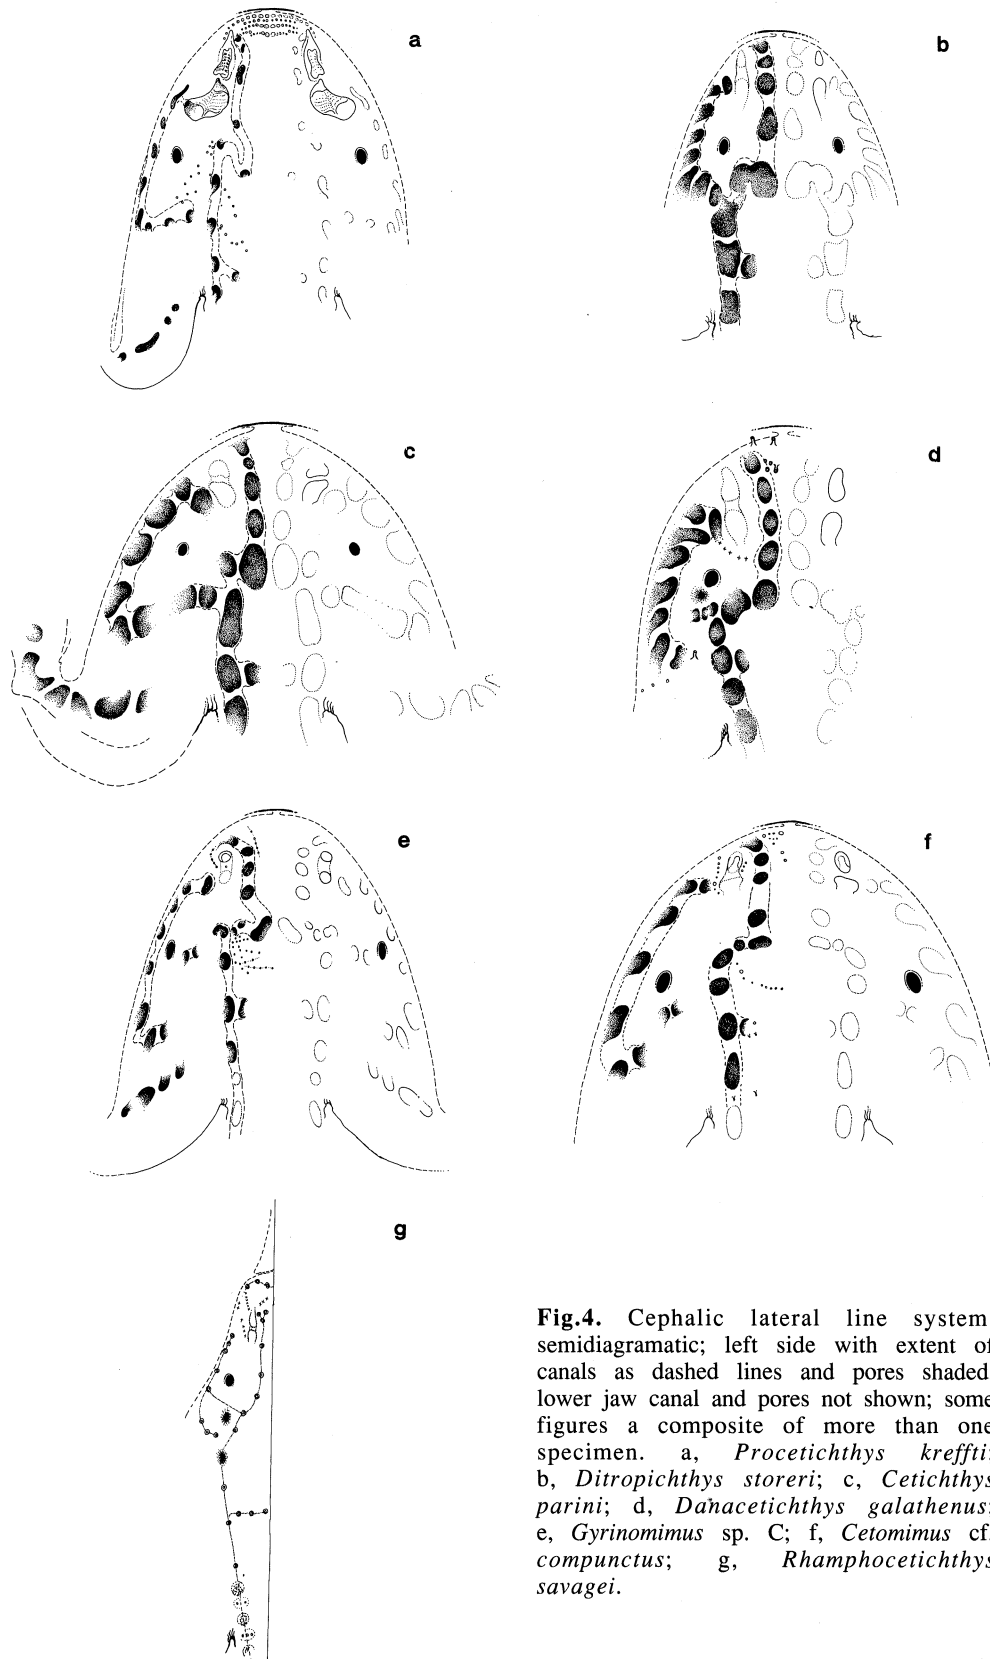 a
b
c
d
e
f
g
Fig.4. Cephalic lateral line system
semidiagramatic; left side with extent of
canals as dashed lines and pores shaded
lower jaw canal and pores not shown; some
figures a composite of more than one
specimen. a, Procetichthys kreffti
b, Ditropichthys storeri; c, Cetichthys
parini; d, Danacetichthys galathenus
e, Gyrinomimus sp. C; f, Cetomimus cf.
compunctus; g, Rhamphocetichthys
savagei.